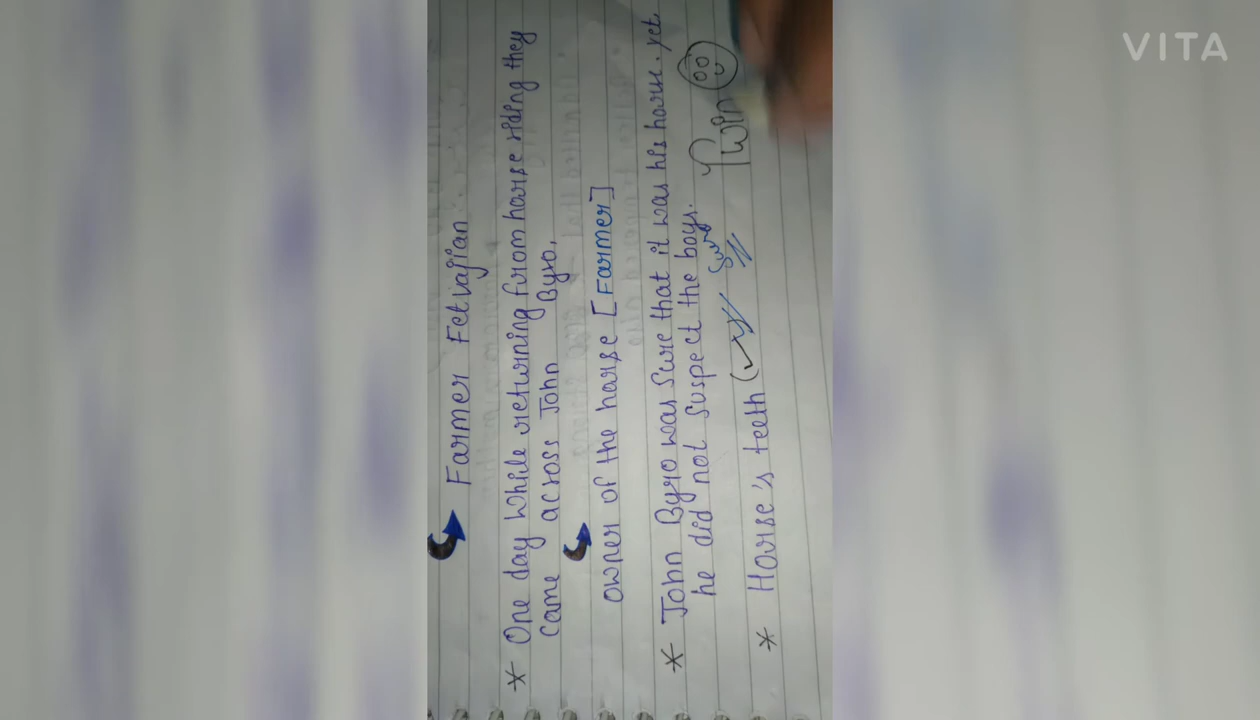 Farmer Fetvajian
* One day while returning from horse riding they
came across John Byro,
owner of the horse [Farmer]
* John Byro was sure that it was his horse. yet
he did not suspect the boys.
* Horse's teeth (✓
Sure
Twin
VITA